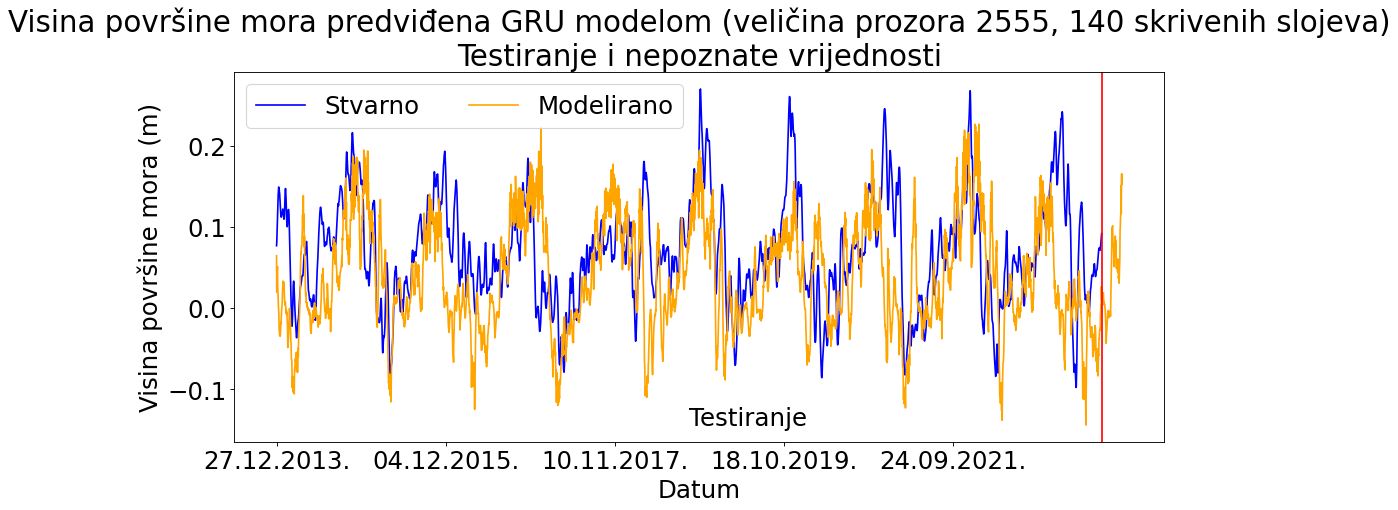 Visina površine mora predviđena GRU modelom (veličina prozora 2555, 140 skrivenih slojeva)
Testiranje i nepoznate vrijednosti
Stvarno
Modelirano
Visina površine mora (m)
0.2
0.1
0.0
−0.1
Testiranje
27.12.2013.
04.12.2015.
10.11.2017.
18.10.2019.
24.09.2021.
Datum